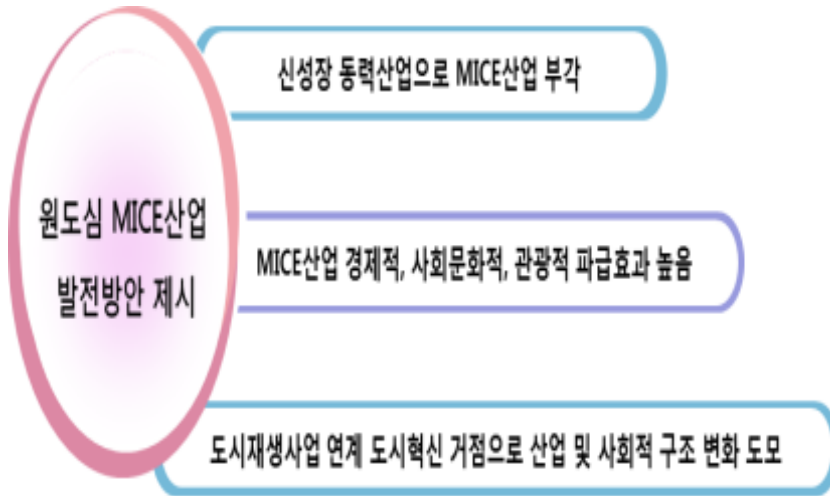 원도심 MICE산업
발전방안 제시
신성장 동력산업으로 MICE산업 부각
MICE산업 경제적, 사회문화적, 관광적 파급효과 높음
도시재생사업 연계 도시혁신 거점으로 산업 및 사회적 구조 변화 도모